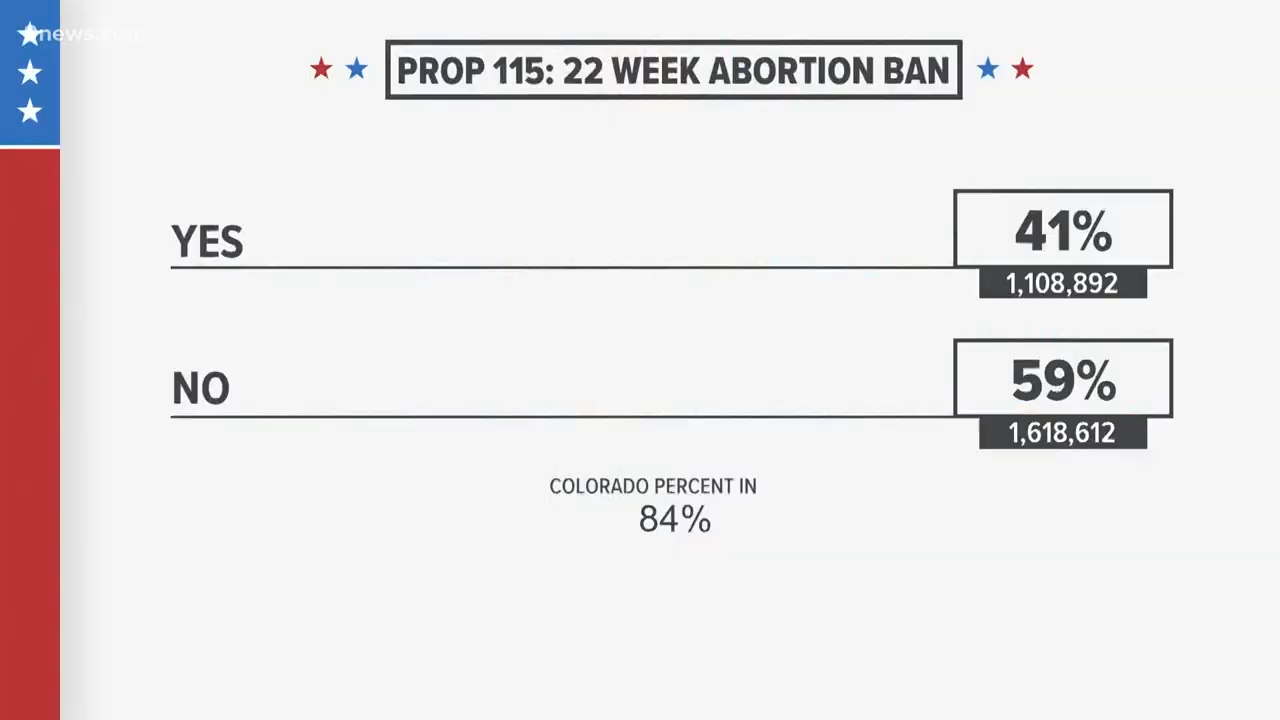 PROP 115: 22 WEEK ABORTION BAN
YES
41%
1,108,892
NO
59%
1,618,612
COLORADO PERCENT IN
84%